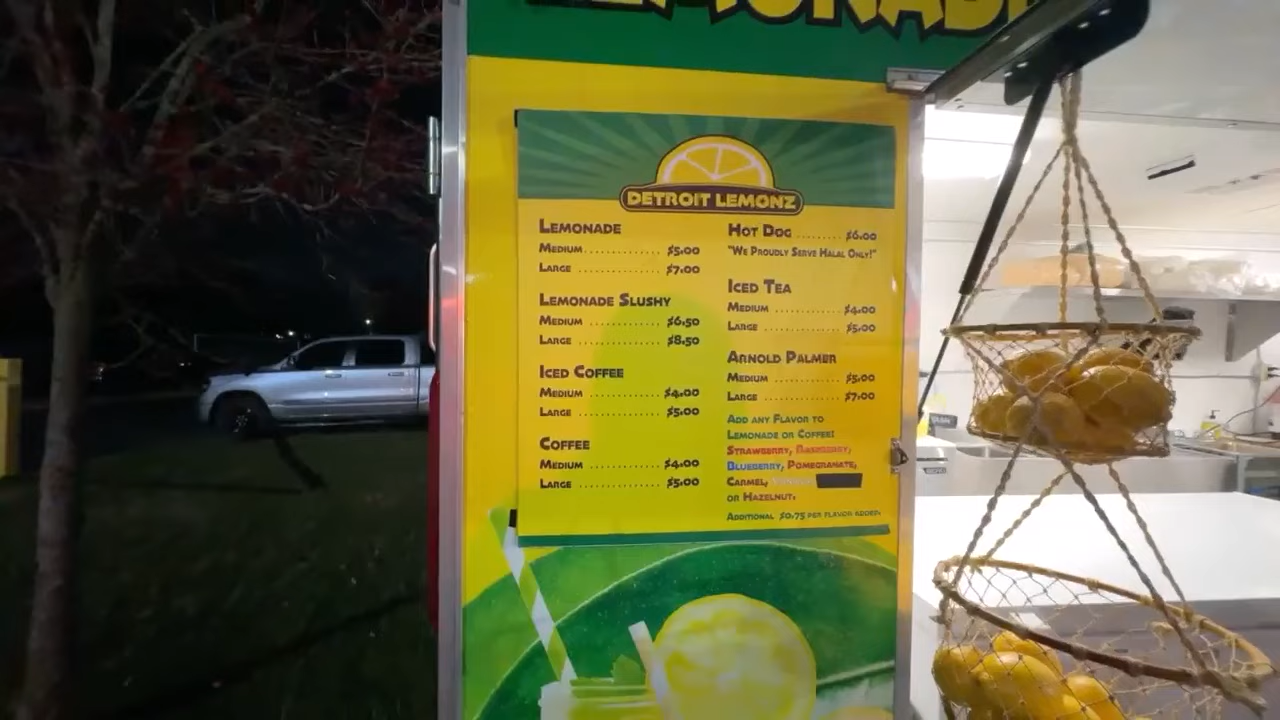 LEMONADE
DETROIT LEMONZ
LEMONADE
MEDIUM .................. $5.00
LARGE .................. $7.00
LEMONADE SLUSHY
MEDIUM .................. $6.50
LARGE .................. $8.50
ICED COFFEE
MEDIUM .................. $4.00
LARGE .................. $5.00
COFFEE
MEDIUM .................. $4.00
LARGE .................. $5.00
HOT DOG .......... $6.00
"WE PROUDLY SERVE HALAL ONLY!"
ICED TEA
MEDIUM .................. $4.00
LARGE .................. $5.00
ARNOLD PALMER
MEDIUM .................. $5.00
LARGE .................. $7.00
ADD ANY FLAVOR TO
LEMONADE OR COFFEE!
STRAWBERRY, RASPBERRY,
BLUEBERRY, POMEGRANATE,
CARMEL,
OR HAZELNUT.
ADDITIONAL $0.75 PER FLAVOR ADDED.